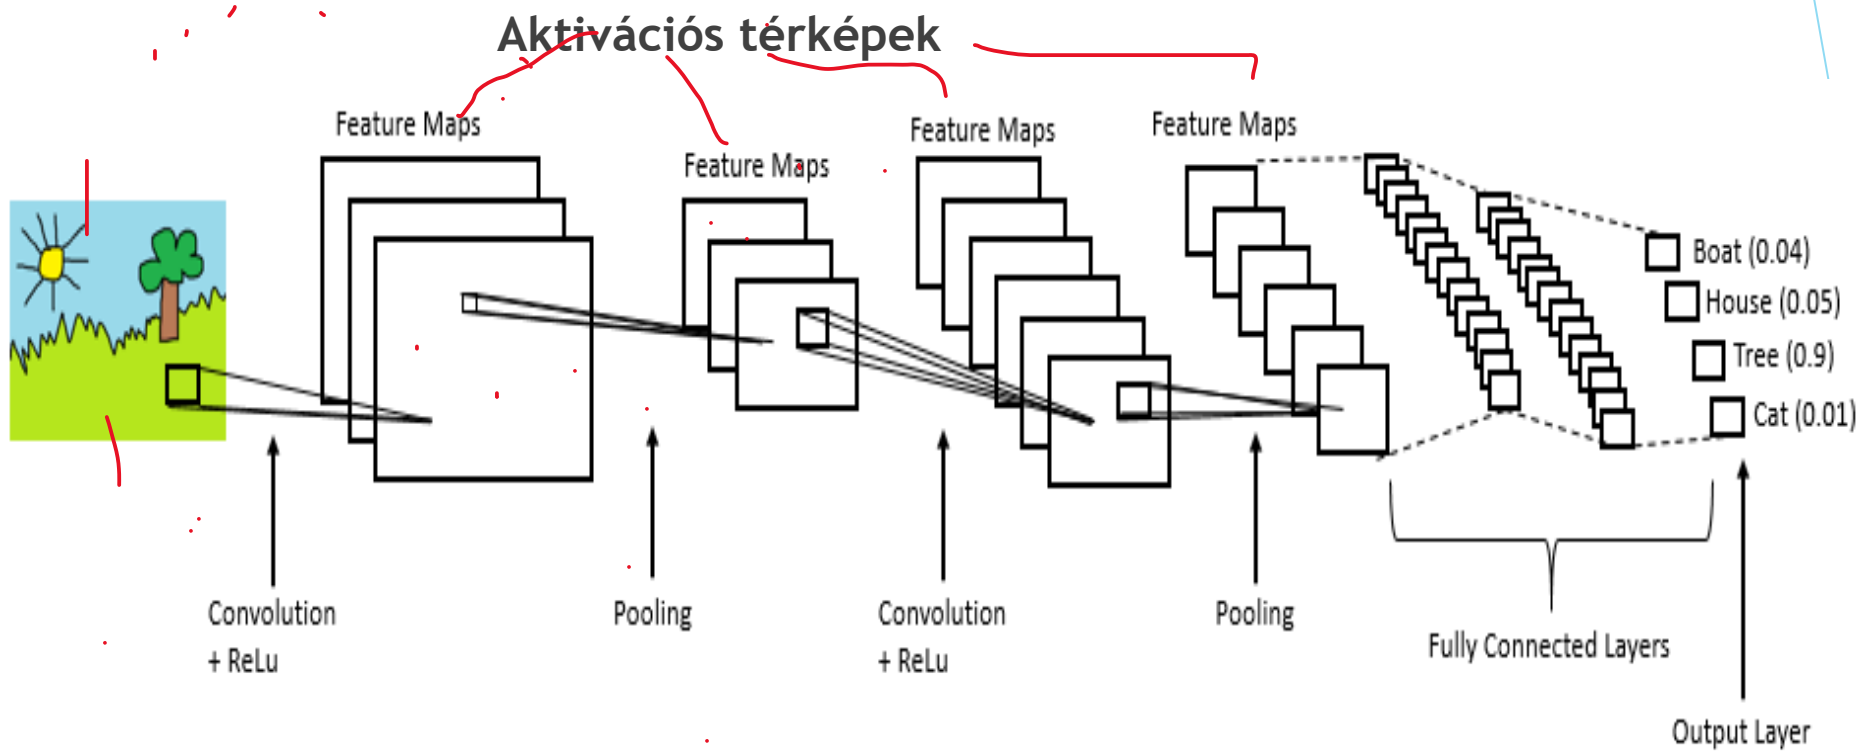 Aktivációs térképek
Feature Maps
Feature Maps
Feature Maps
Feature Maps
Boat (0.04)
House (0.05)
Tree (0.9)
Cat (0.01)
Convolution
+ ReLu
Pooling
Convolution
+ ReLu
Pooling
Fully Connected Layers
Output Layer